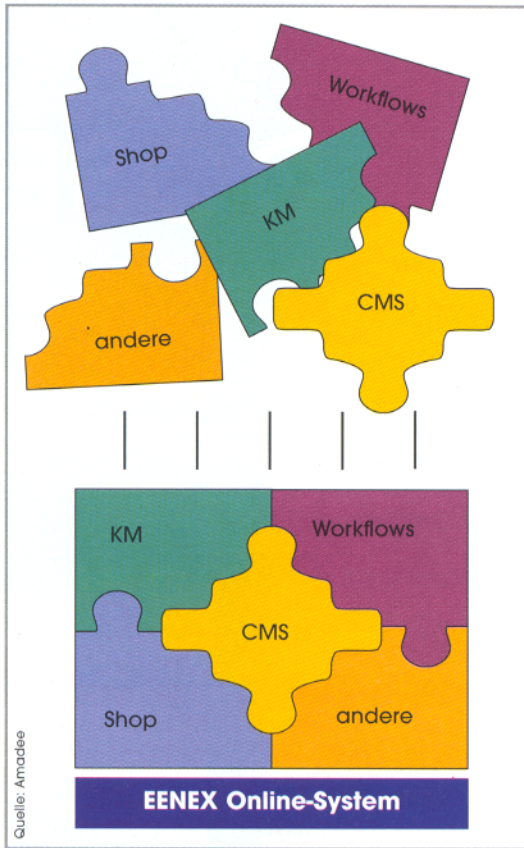 Shop
Workflows
KM
CMS
andere
KM
Workflows
CMS
Shop
andere
EENEX Online-System
Quelle: Amadee